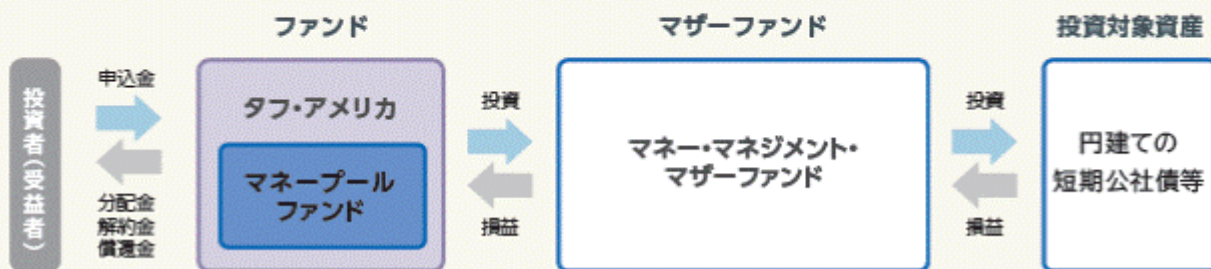 ファンド
マザーファンド
投資対象資産
投資者(受益者)
申込金
分配金
解約金
償還金
タフ・アメリカ
マネープール
ファンド
投資
損益
マネー・マネジメント・
マザーファンド
投資
損益
円建ての
短期公社債等